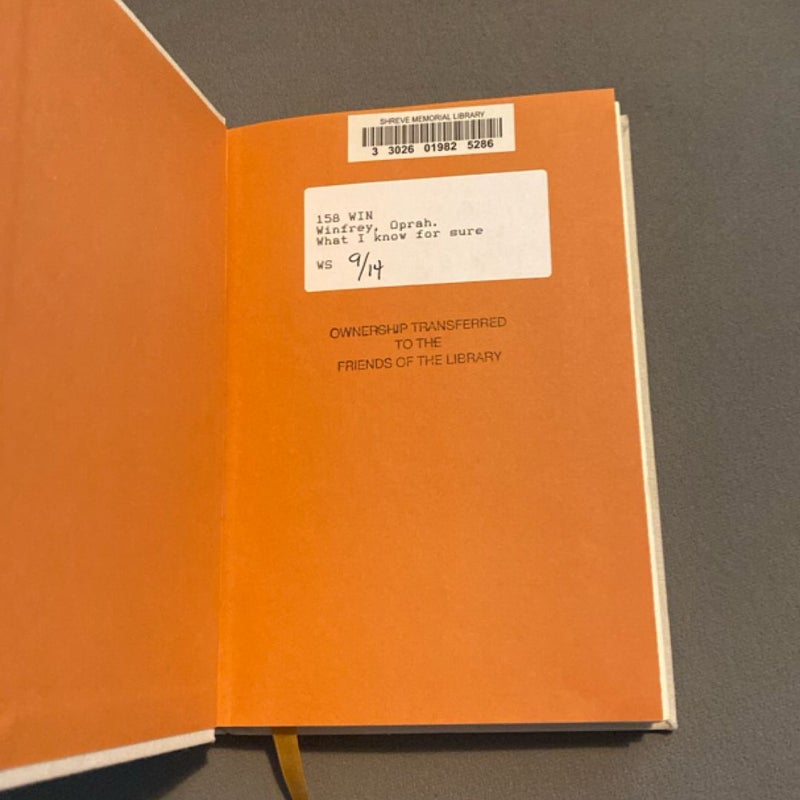 SHREVE MEMORIAL LIBRARY
3 3026 01982 5286
158 WIN
Winfrey, Oprah.
What I know for sure
WS 9/14
OWNERSHIP TRANSFERRED
TO THE
FRIENDS OF THE LIBRARY